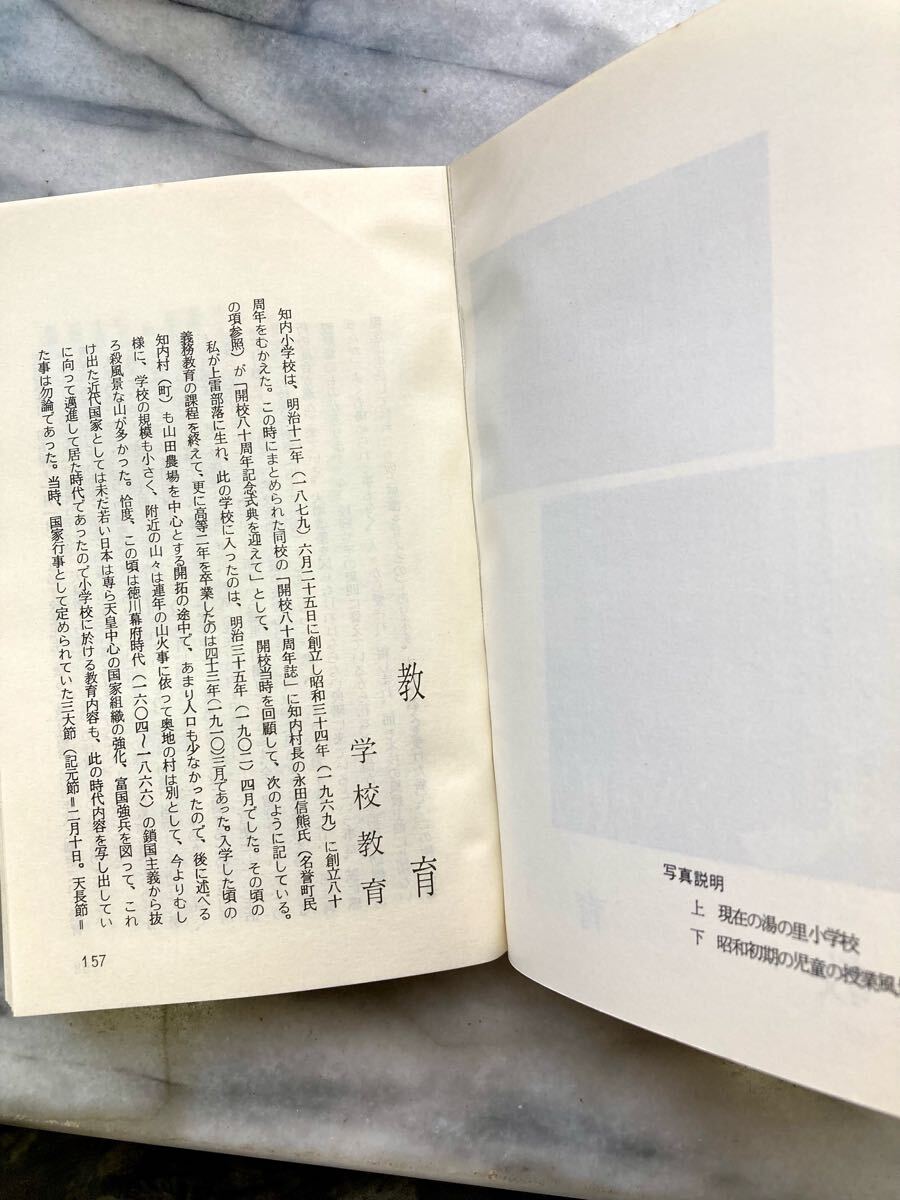 写真説明
上　現在の湯の里小学校
下　昭和初期の児童の授業風
教育
学校教育
知内小学校は、明治十二年（一八七九）六月二十五日に創立し昭和三十四年（一九六九）に創立八十
周年をむかえた。この時にまとめられた同校の「開校八十周年誌」に知内村長の永田信熊氏（名誉町民
の項参照）が「開校八十周年記念式典を迎えて」として、開校当時を回顧して、次のように記している。
私が上雷部落に生れ、此の学校に入ったのは、明治三十五年（一九〇二）四月でした。その頃の
義務教育の課程を終えて、更に高等二年を卒業したのは四十三年（一九一〇）三月であった。入学した頃の
知内村（町）も山田農場を中心とする開拓の途中で、あまり人口も少なかったので、後に述べる
様に、学校の規模も小さく、附近の山々は連年の山火事に依って奥地の村は別として、今よりむし
ろ殺風景な山が多かった。恰度、この頃は徳川幕府時代（一六〇四〜一八六六）の鎖国主義から抜
け出た近代国家としては未だ若い日本は専ら天皇中心の国家組織の強化、富国強兵を図って、これ
に向って邁進して居た時代であったので小学校に於ける教育内容も、此の時代内容を写し出してい
た事は勿論であった。当時、国家行事として定められていた三大節（記元節＝二月十日。天長節＝
157